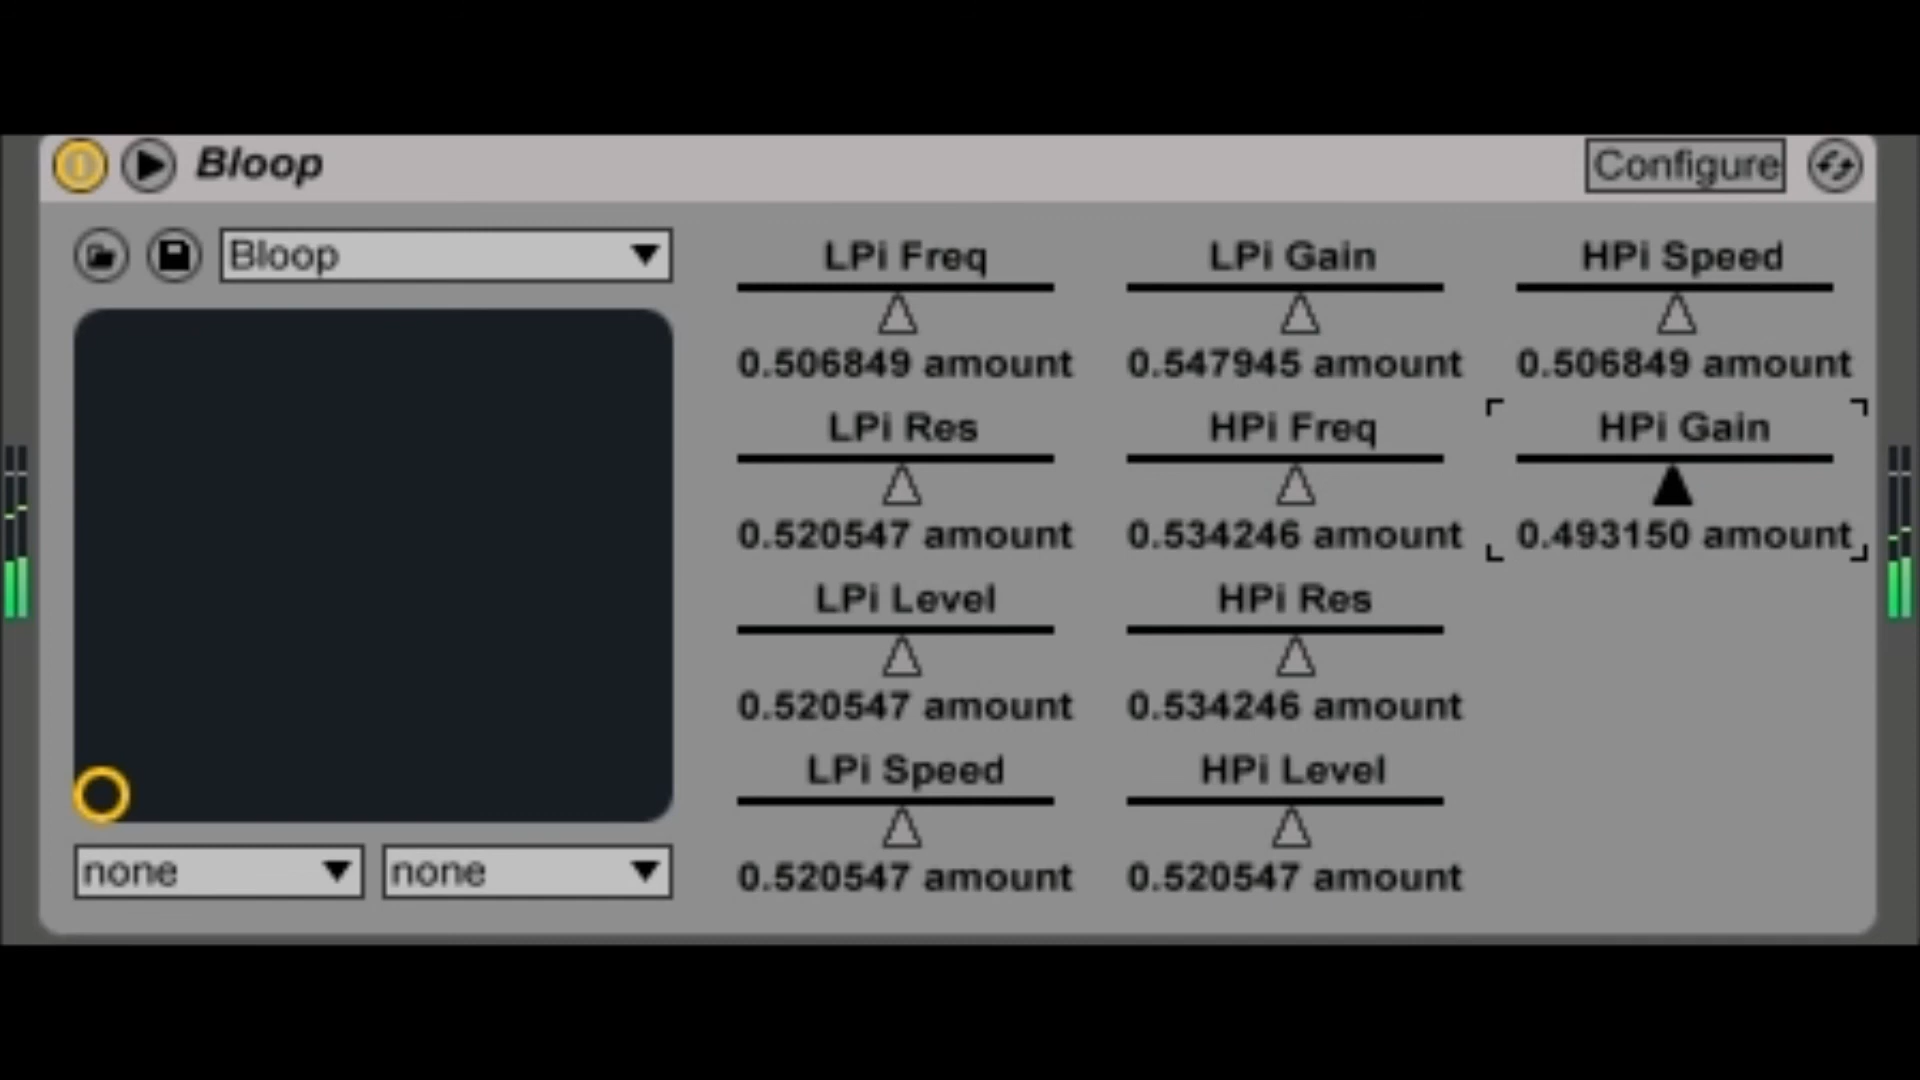 Bloop
Configure
Bloop
LPi Freq
LPi Gain
HPi Speed
0.506849 amount
0.547945 amount
0.506849 amount
LPi Res
HPi Freq
HPi Gain
0.520547 amount
0.534246 amount
0.493150 amount
LPi Level
HPi Res
0.520547 amount
0.534246 amount
LPi Speed
HPi Level
0.520547 amount
0.520547 amount
none
none